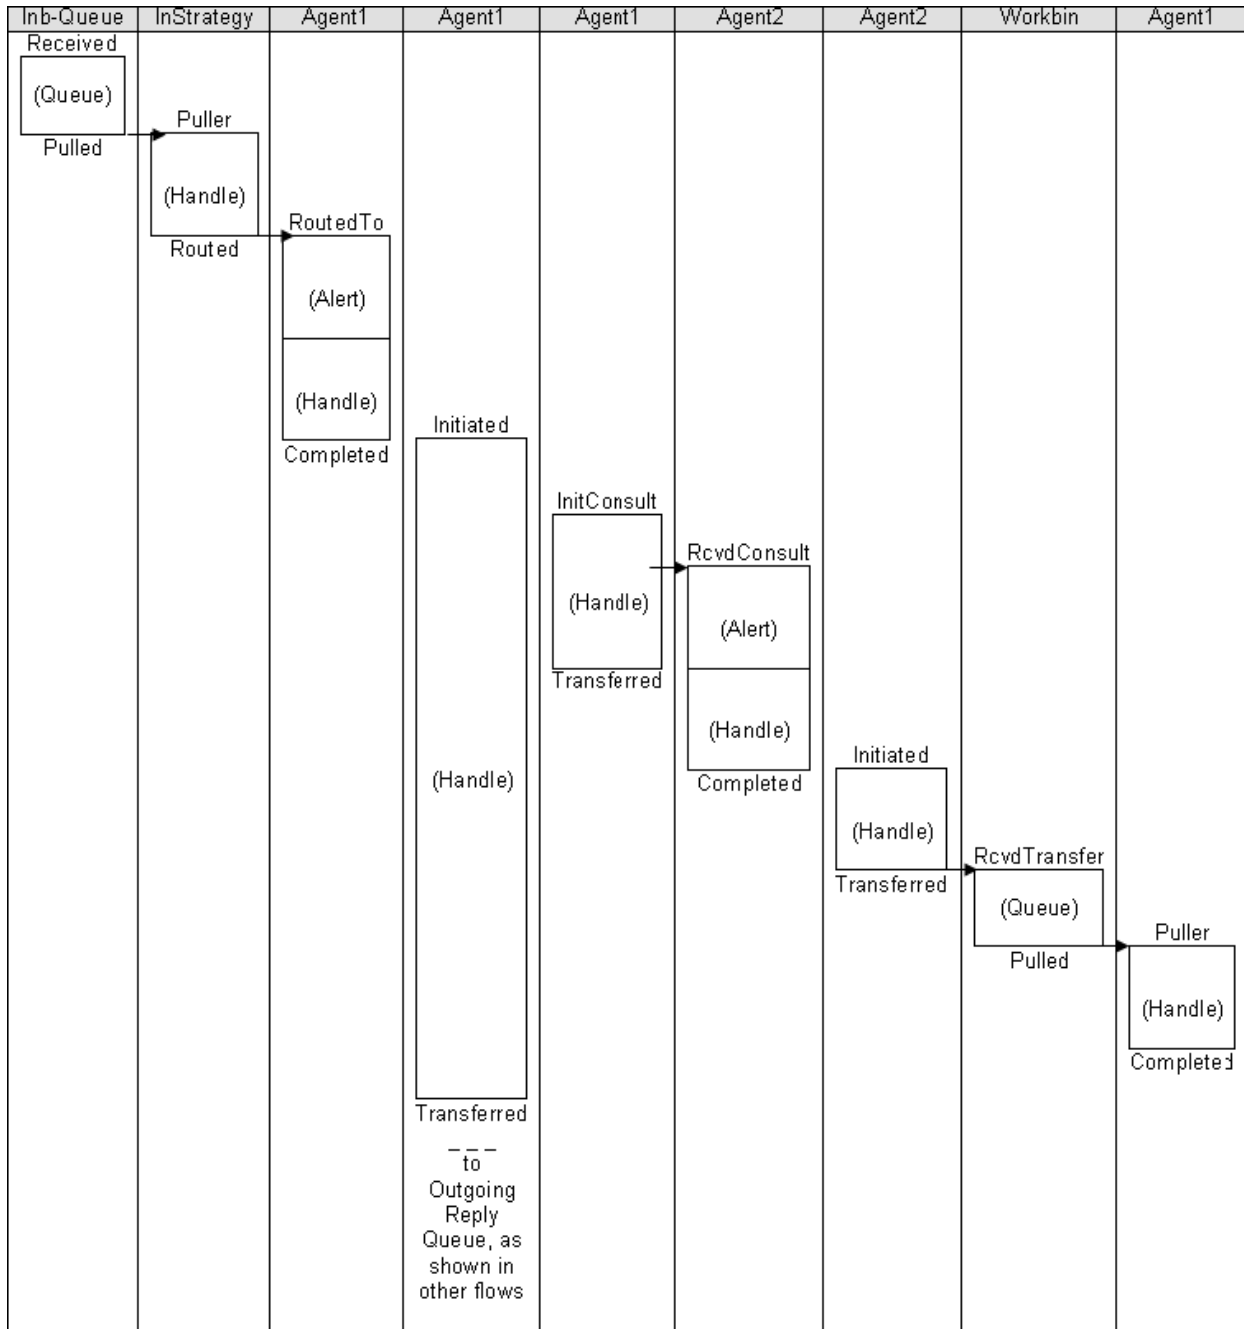 Inb-Queue InStrategy Agent1 Agent1 Agent1 Agent2 Agent2 Workbin Agent1
Received
(Queue)
Pulled
Puller
(Handle)
Routed
RoutedTo
(Alert)
(Handle)
Completed
Initiated
(Handle)
Transferred
to
Outgoing
Reply
Queue, as
shown in
other flows
InitConsult
(Handle)
Transferred
RcvdConsult
(Alert)
(Handle)
Completed
Initiated
(Handle)
Transferred
RcvdTransfer
(Queue)
Pulled
Puller
(Handle)
Completed